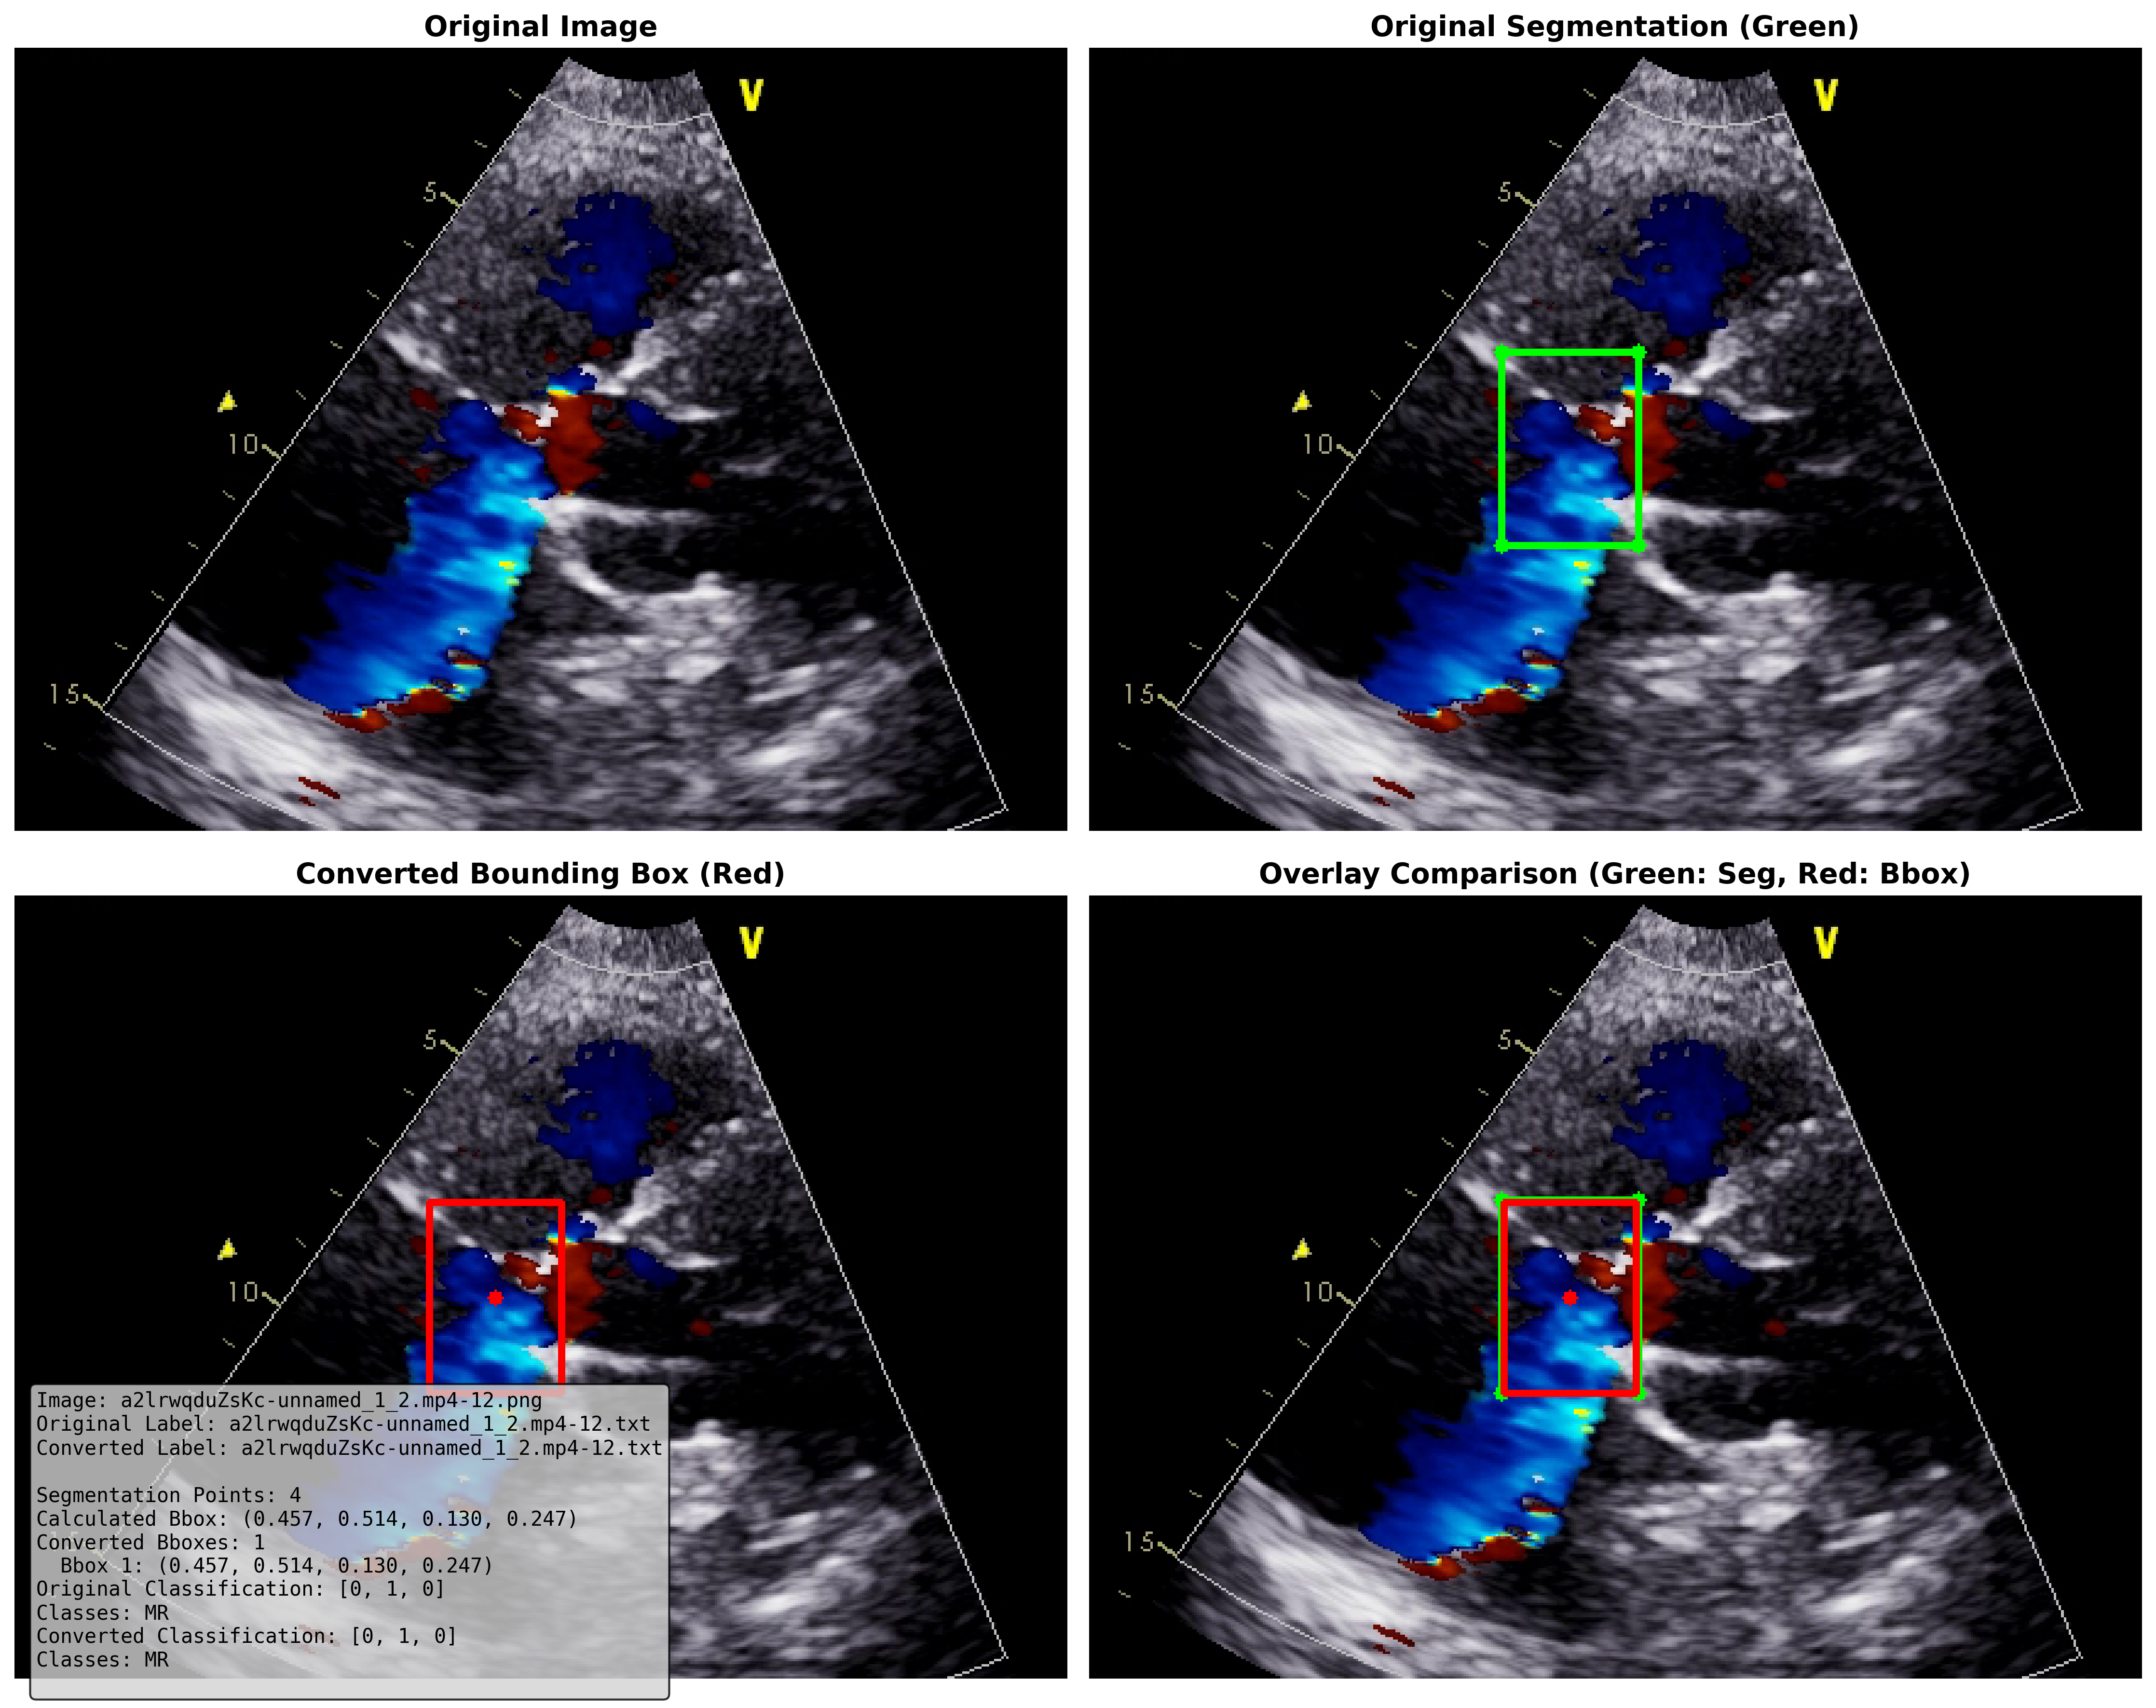 Original Image
Original Segmentation (Green)
V
V
5
5
10
10
15
15
Converted Bounding Box (Red)
Overlay Comparison (Green: Seg, Red: Bbox)
V
V
5
5
10
10
Image: a2lrwqduZsKc-unnamed_1_2.mp4-12.png
Original Label: a2lrwqduZsKc-unnamed_1_2.mp4-12.txt
Converted Label: a2lrwqduZsKc-unnamed_1_2.mp4-12.txt
Segmentation Points: 4
Calculated Bbox: (0.457, 0.514, 0.130, 0.247)
15
Converted Bboxes: 1
Bbox 1: (0.457, 0.514, 0.130, 0.247)
Original Classification: [0, 1, 0]
Classes: MR
Converted Classification: [0, 1, 0]
Classes: MR